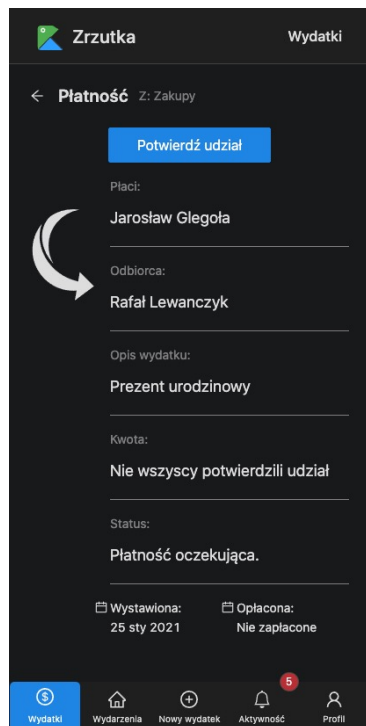 Zrzutka Wydatki
← Płatność Z: Zakupy
Potwierdź udział
Płaci:
Jarosław Glegoła
Odbiorca:
Rafał Lewanczyk
Opis wydatku:
Prezent urodzinowy
Kwota:
Nie wszyscy potwierdzili udział
Status:
Płatność oczekująca.
Wystawiona: Opłacona:
25 sty 2021 Nie zapłacone
5
Wydatki Wydarzenia Nowy wydatek Aktywność Profil